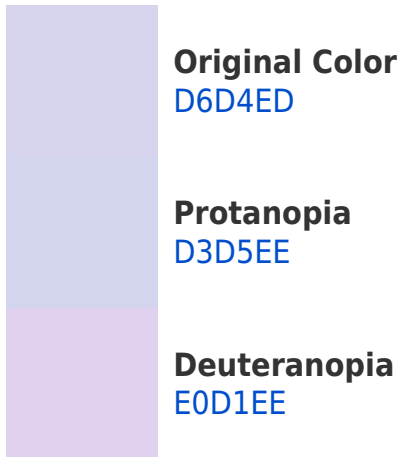 Original Color
D6D4ED
Protanopia
D3D5EE
Deuteranopia
E0D1EE